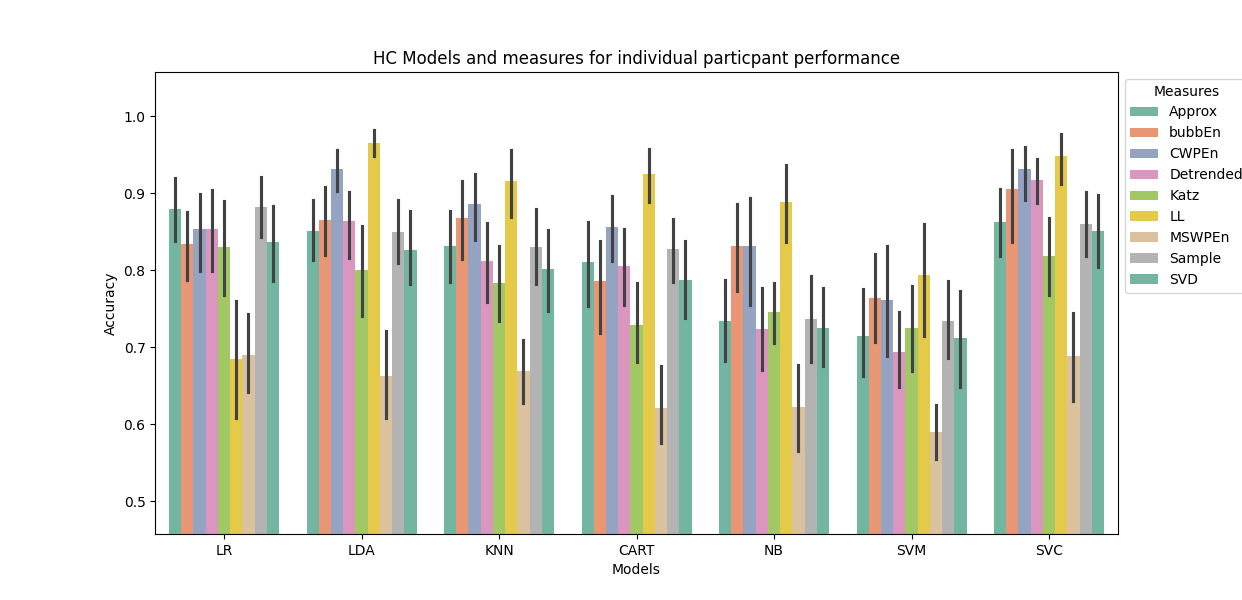 HC Models and measures for individual particpant performance
Measures
Approx
bubbEn
CWPEn
Detrended
Katz
LL
MSWPEn
Sample
SVD
Accuracy
1.0
0.9
0.8
0.7
0.6
0.5
LR LDA KNN CART NB SVM SVC
Models